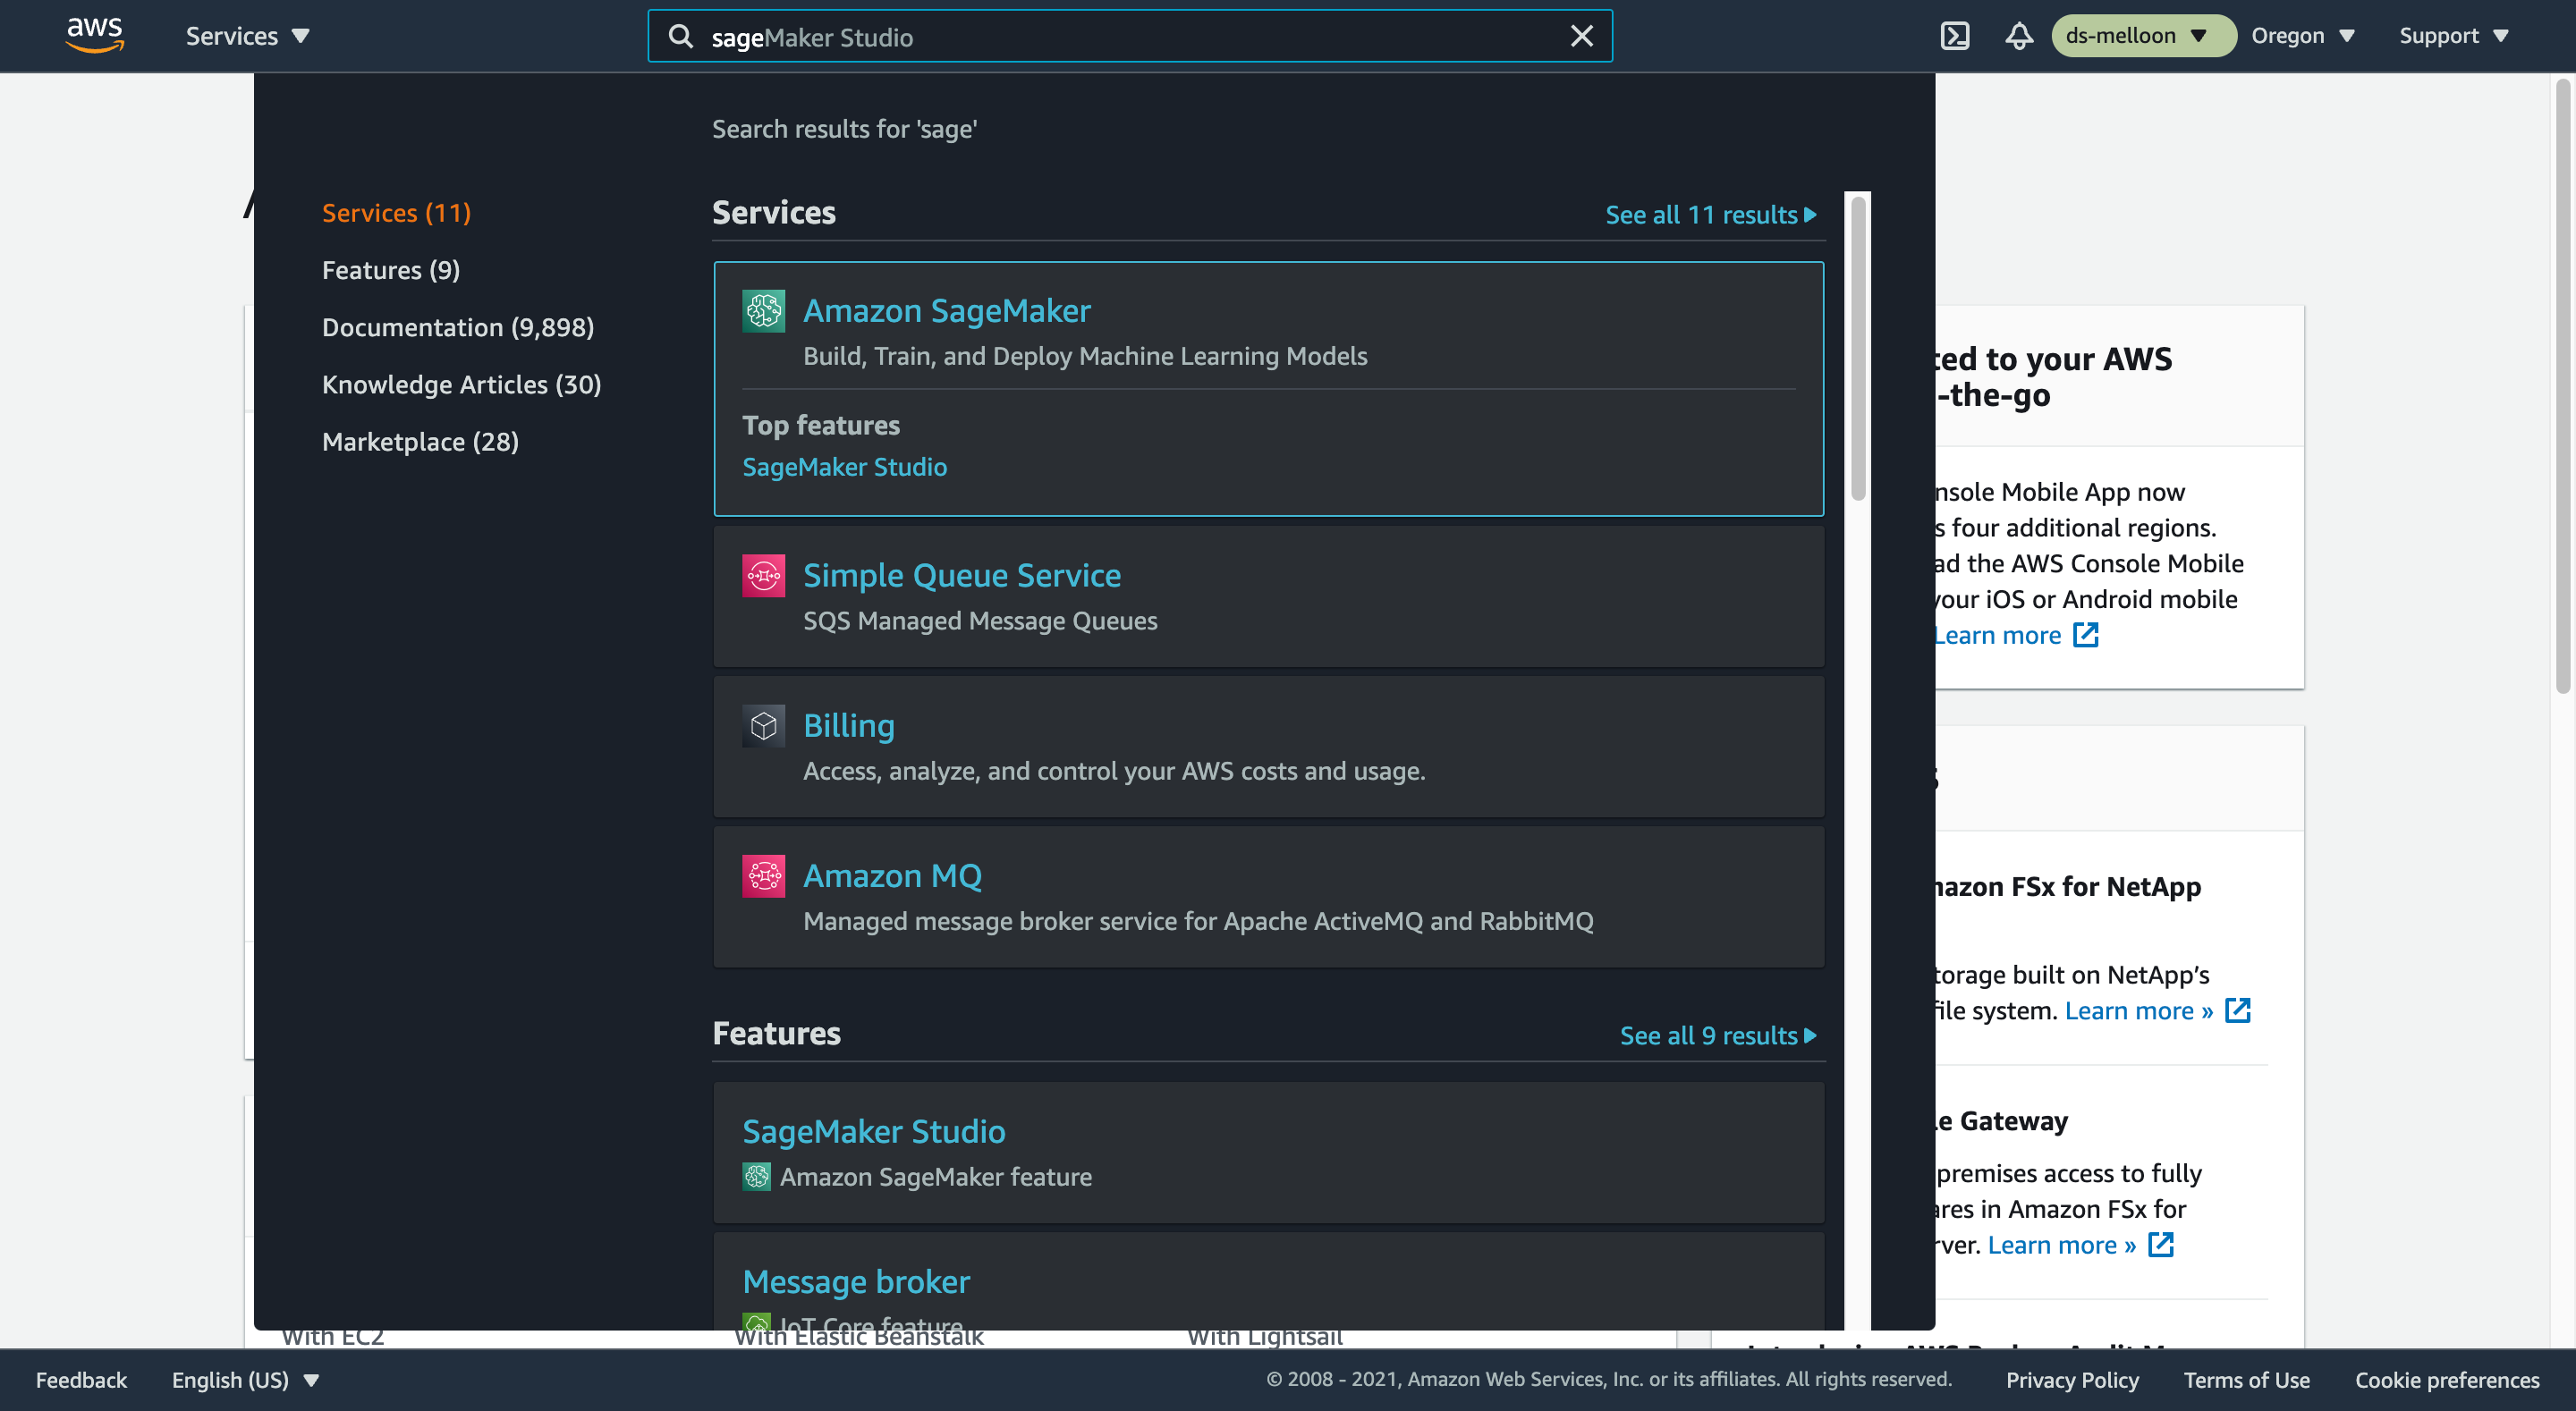 aws
Services
sageMaker Studio
ds-melloon
Oregon
Support
Search results for 'sage'
Services (11)
Features (9)
Documentation (9,898)
Knowledge Articles (30)
Marketplace (28)
Services
See all 11 results
Amazon SageMaker
Build, Train, and Deploy Machine Learning Models
Top features
SageMaker Studio
Simple Queue Service
SQS Managed Message Queues
Billing
Access, analyze, and control your AWS costs and usage.
Amazon MQ
Managed message broker service for Apache ActiveMQ and RabbitMQ
Features
See all 9 results
SageMaker Studio
Amazon SageMaker feature
Message broker
IoT Core feature
to your AWS
-the-go
Mobile App now
four additional regions.
the AWS Console Mobile
your iOS or Android mobile
Learn more
FSx for NetApp
built on NetApp's
file system. Learn more »
Gateway
premises access to fully
in Amazon FSx for
Learn more »
With EC2
With Elastic Beanstalk
With Lightsail
Feedback
English (US)
© 2008 - 2021, Amazon Web Services, Inc. or its affiliates. All rights reserved.
Privacy Policy
Terms of Use
Cookie preferences